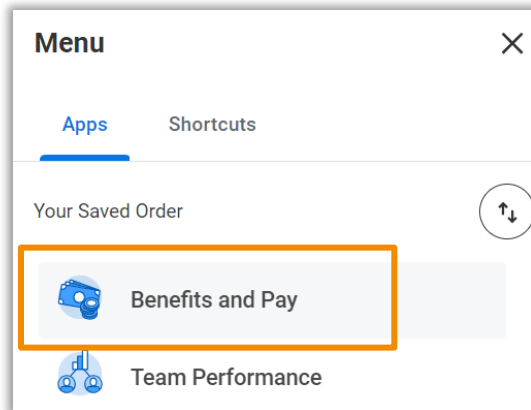 Menu
Apps Shortcuts
Your Saved Order
Benefits and Pay
Team Performance